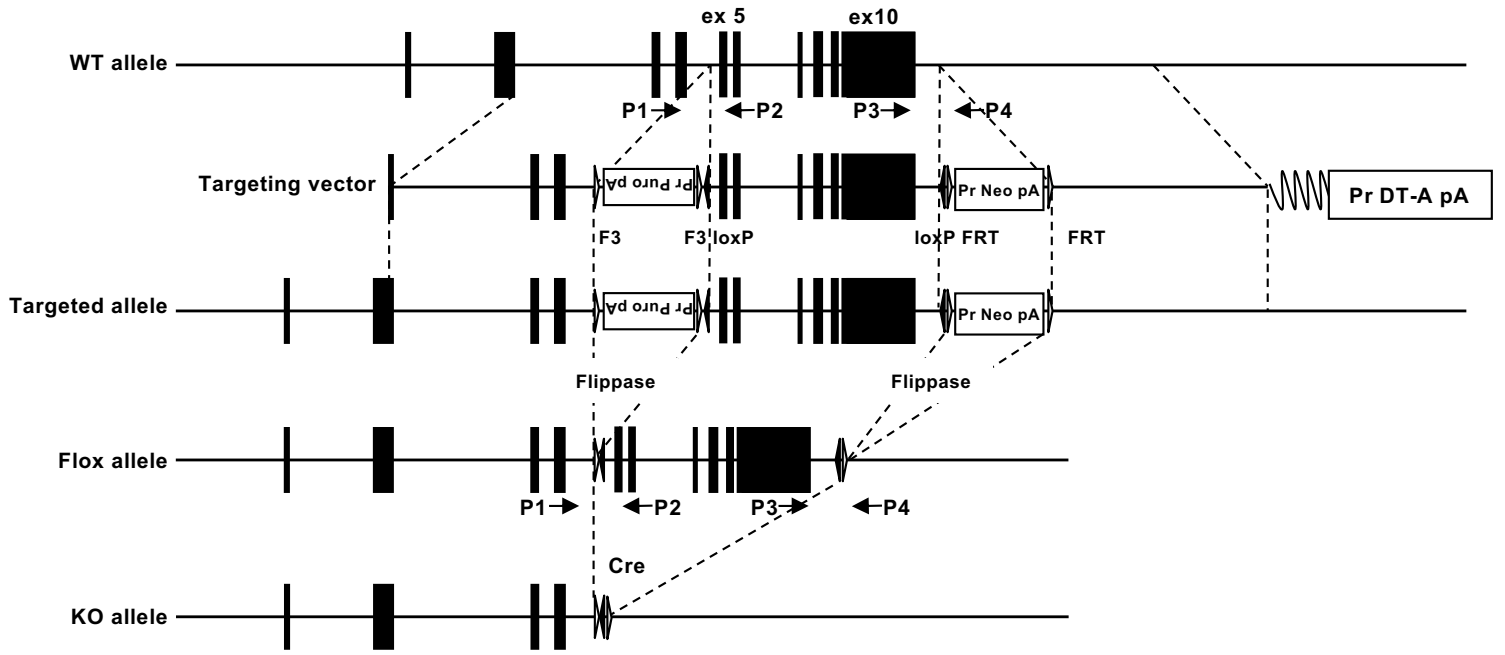 ex 5
ex10
WT allele
P1
P2
P3
P4
Targeting vector
Pr Puro pA
Pr Neo pA
Pr DT-A pA
F3
F3 loxP
loxP FRT
FRT
Targeted allele
Pr Puro pA
Pr Neo pA
Flippase
Flippase
Flox allele
P1
P2
P3
P4
Cre
KO allele